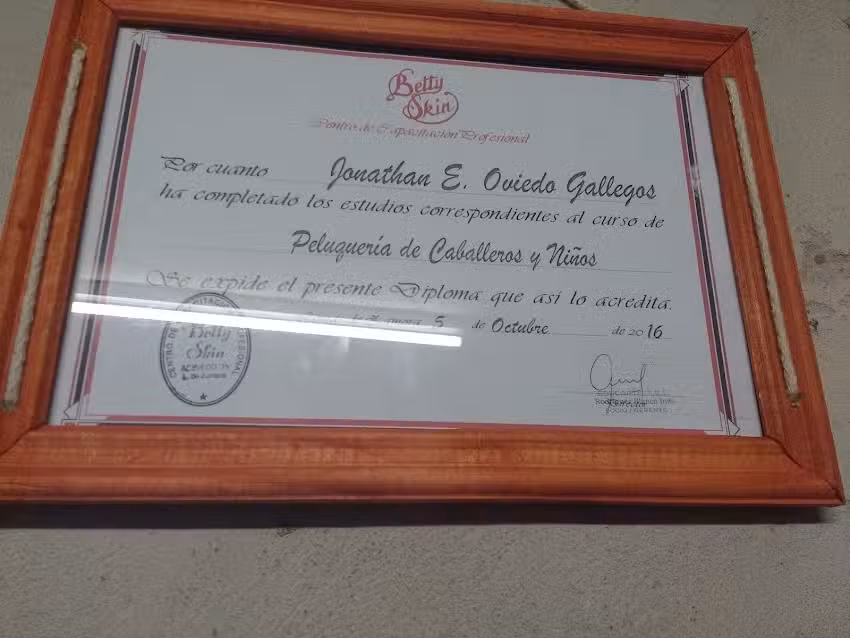 Betty
Skin
Centro de Capacitación Profesional
Por cuanto Jonathan E. Oviedo Gallegos
ha completado los estudios correspondientes al curso de
Peluquería de Caballeros y Niños
Se expide el presente Diploma que así lo acredita.
5 de Octubre de 2016
Betty
Skin